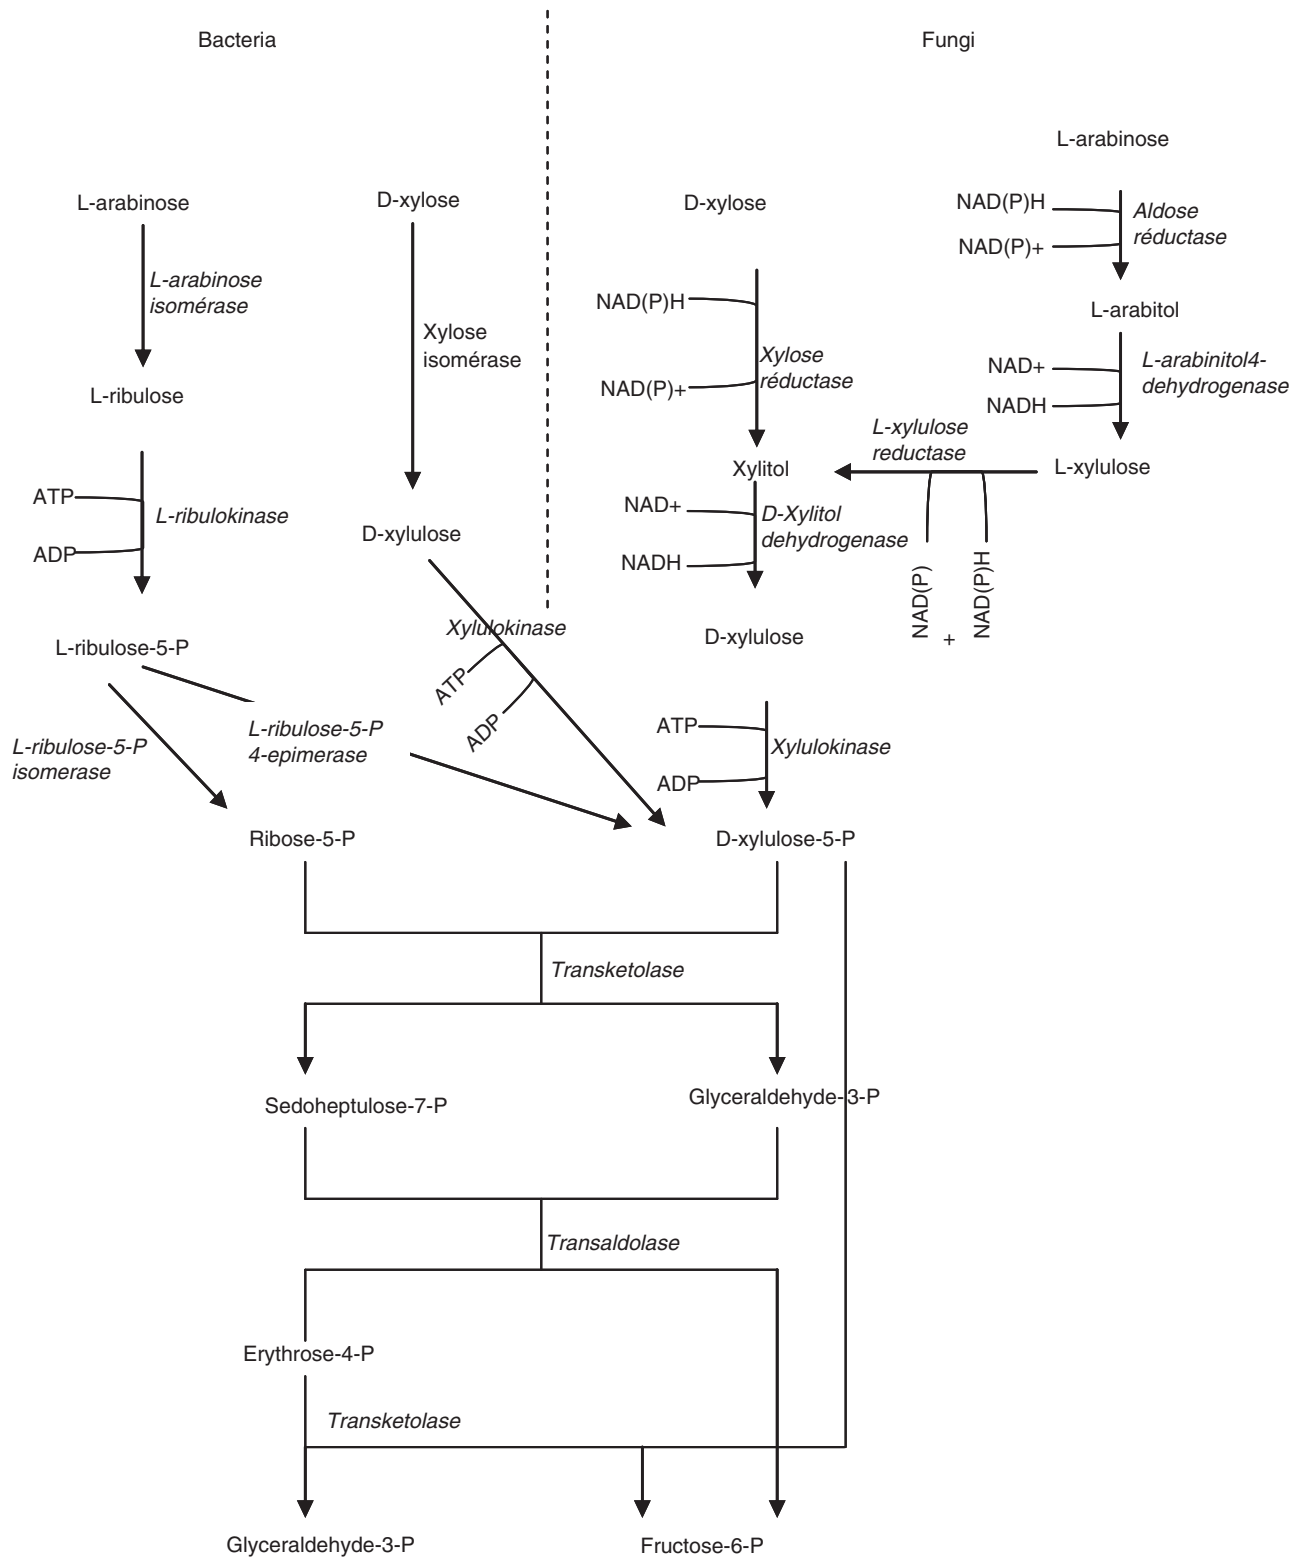 Bacteria
Fungi
L-arabinose
L-arabinose
D-xylose
D-xylose
NAD(P)H
Aldose
réductase
NAD(P)+
L-arabinose
isomérase
NAD(P)H
L-arabitol
Xylose
isomérase
Xylose
réductase
NAD+
L-arabinitol4-
dehydrogenase
NAD(P)+
L-ribulose
NADH
L-xylulose
reductase
Xylitol
L-xylulose
ATP
L-ribulokinase
ADP
D-xylulose
NAD+
D-Xylitol
dehydrogenase
NADH
NAD(P)
+
NAD(P)H
Xylulokinase
D-xylulose
L-ribulose-5-P
ATP
ADP
L-ribulose-5-P
4-epimerase
L-ribulose-5-P
isomerase
ATP
Xylulokinase
ADP
Ribose-5-P
D-xylulose-5-P
Transketolase
Sedoheptulose-7-P
Glyceraldehyde-3-P
Transaldolase
Erythrose-4-P
Transketolase
Glyceraldehyde-3-P
Fructose-6-P